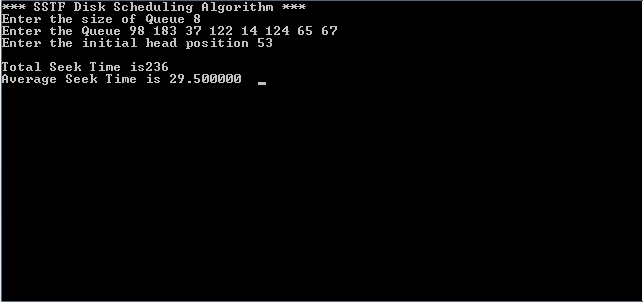 *** SSTF Disk Scheduling Algorithm ***
Enter the size of Queue 8
Enter the Queue 98 183 37 122 14 124 65 67
Enter the initial head position 53
Total Seek Time is236
Average Seek Time is 29.500000 _